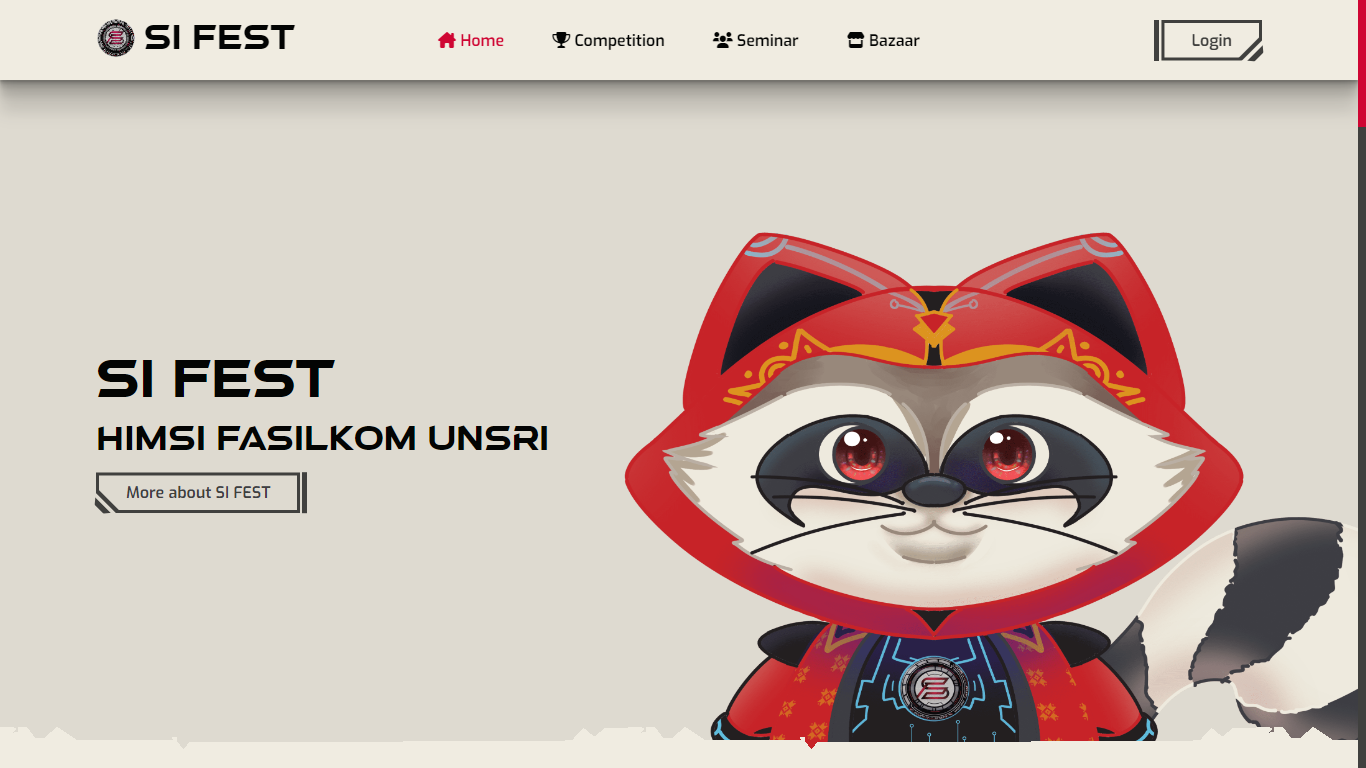 SI FEST
Home
Competition
Seminar
Bazaar
Login
SI FEST
HIMSI FASILKOM UNSRI
More about SI FEST